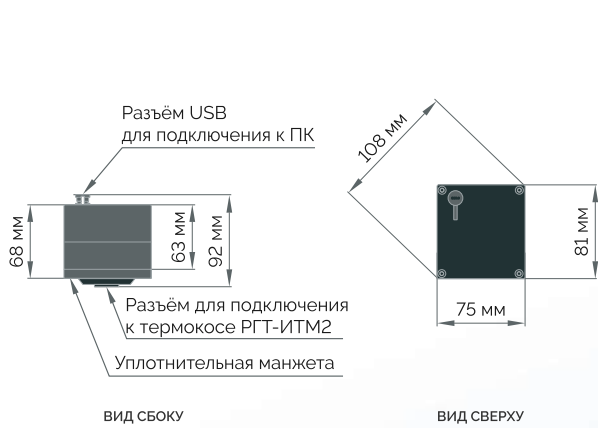 Разъём USB
для подключения к ПК
108 мм
68 мм
63 мм
92 мм
81 мм
75 мм
Разъём для подключения
к термокосе РГТ-ИТМ2
Уплотнительная манжета
ВИД СБОКУ
ВИД СВЕРХУ